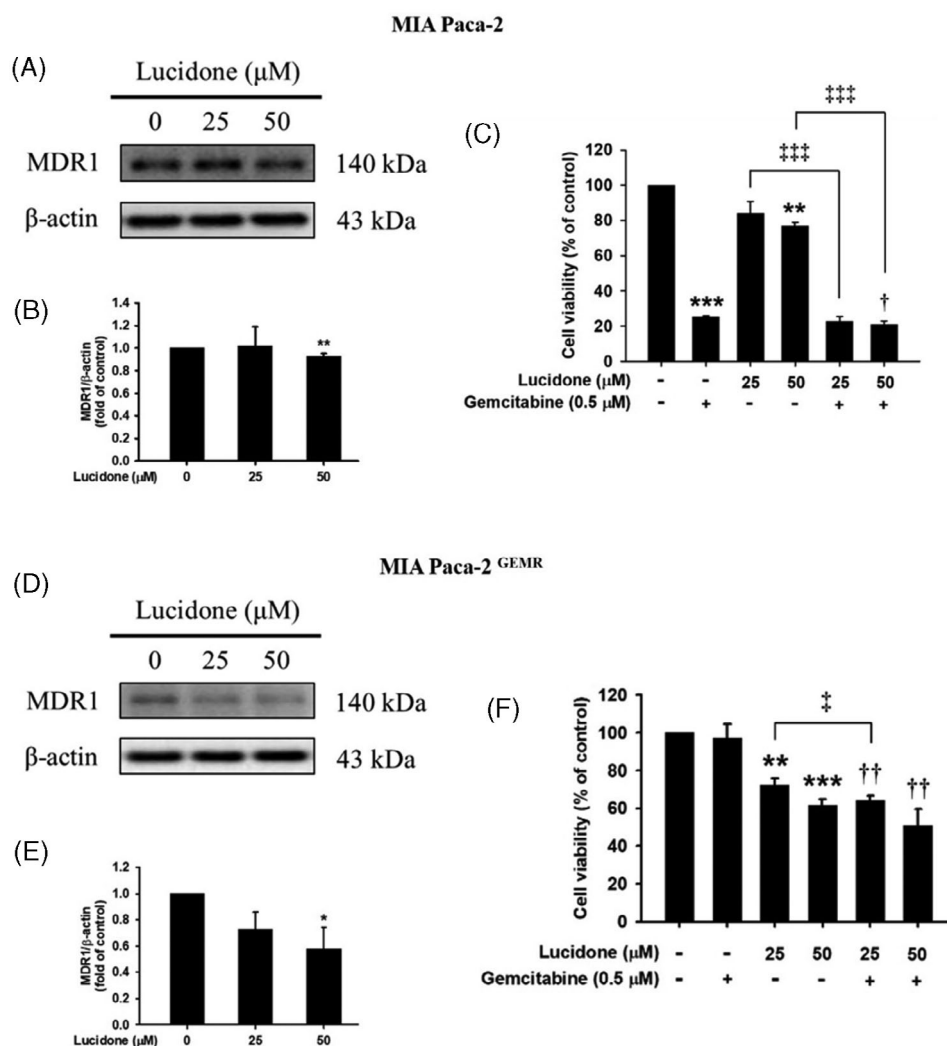 MIA Paca-2
(A)
Lucidone (µM)
0 25 50
MDR1 140 kDa
β-actin 43 kDa
(B)
MDR1/β-actin
(fold of control)
1.4
1.2
1.0
0.8
0.6
0.4
0.2
0.0
**
Lucidone (µM) 0 25 50
(C)
Cell viability (% of control)
120
100
80
60
40
20
0
***
**
†
‡‡‡
‡‡‡
Lucidone (µM) - - 25 50 25 50
Gemcitabine (0.5 µM) - + - - + +
MIA Paca-2 GEMR
(D)
Lucidone (µM)
0 25 50
MDR1 140 kDa
β-actin 43 kDa
(E)
MDR1/β-actin
(fold of control)
1.2
1.0
0.8
0.6
0.4
0.2
0.0
*
Lucidone (µM) 0 25 50
(F)
Cell viability (% of control)
120
100
80
60
40
20
0
**
***
††
††
‡
Lucidone (µM) - - 25 50 25 50
Gemcitabine (0.5 µM) - + - - + +